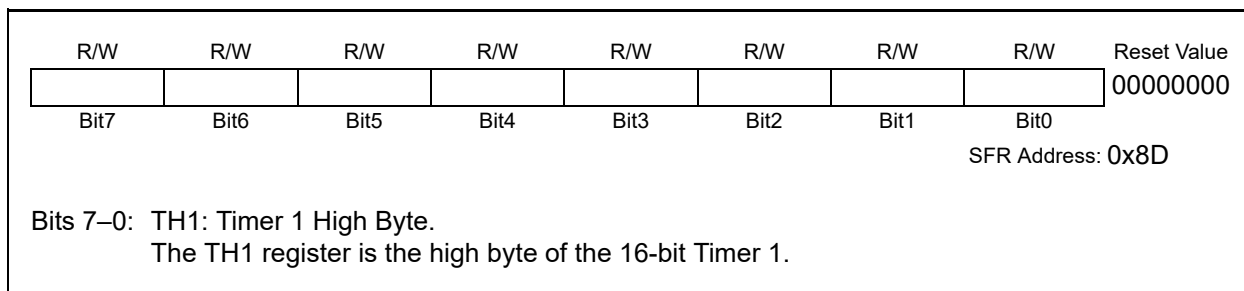 R/W R/W R/W R/W R/W R/W R/W R/W Reset Value
00000000
Bit7 Bit6 Bit5 Bit4 Bit3 Bit2 Bit1 Bit0
SFR Address: 0x8D
Bits 7–0: TH1: Timer 1 High Byte.
The TH1 register is the high byte of the 16-bit Timer 1.